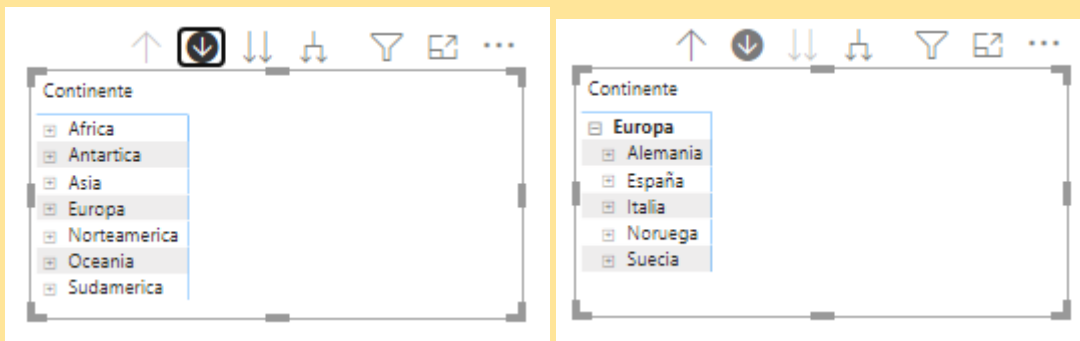 Continente
Africa
Antartica
Asia
Europa
Norteamerica
Oceania
Sudamerica
Continente
Europa
Alemania
España
Italia
Noruega
Suecia